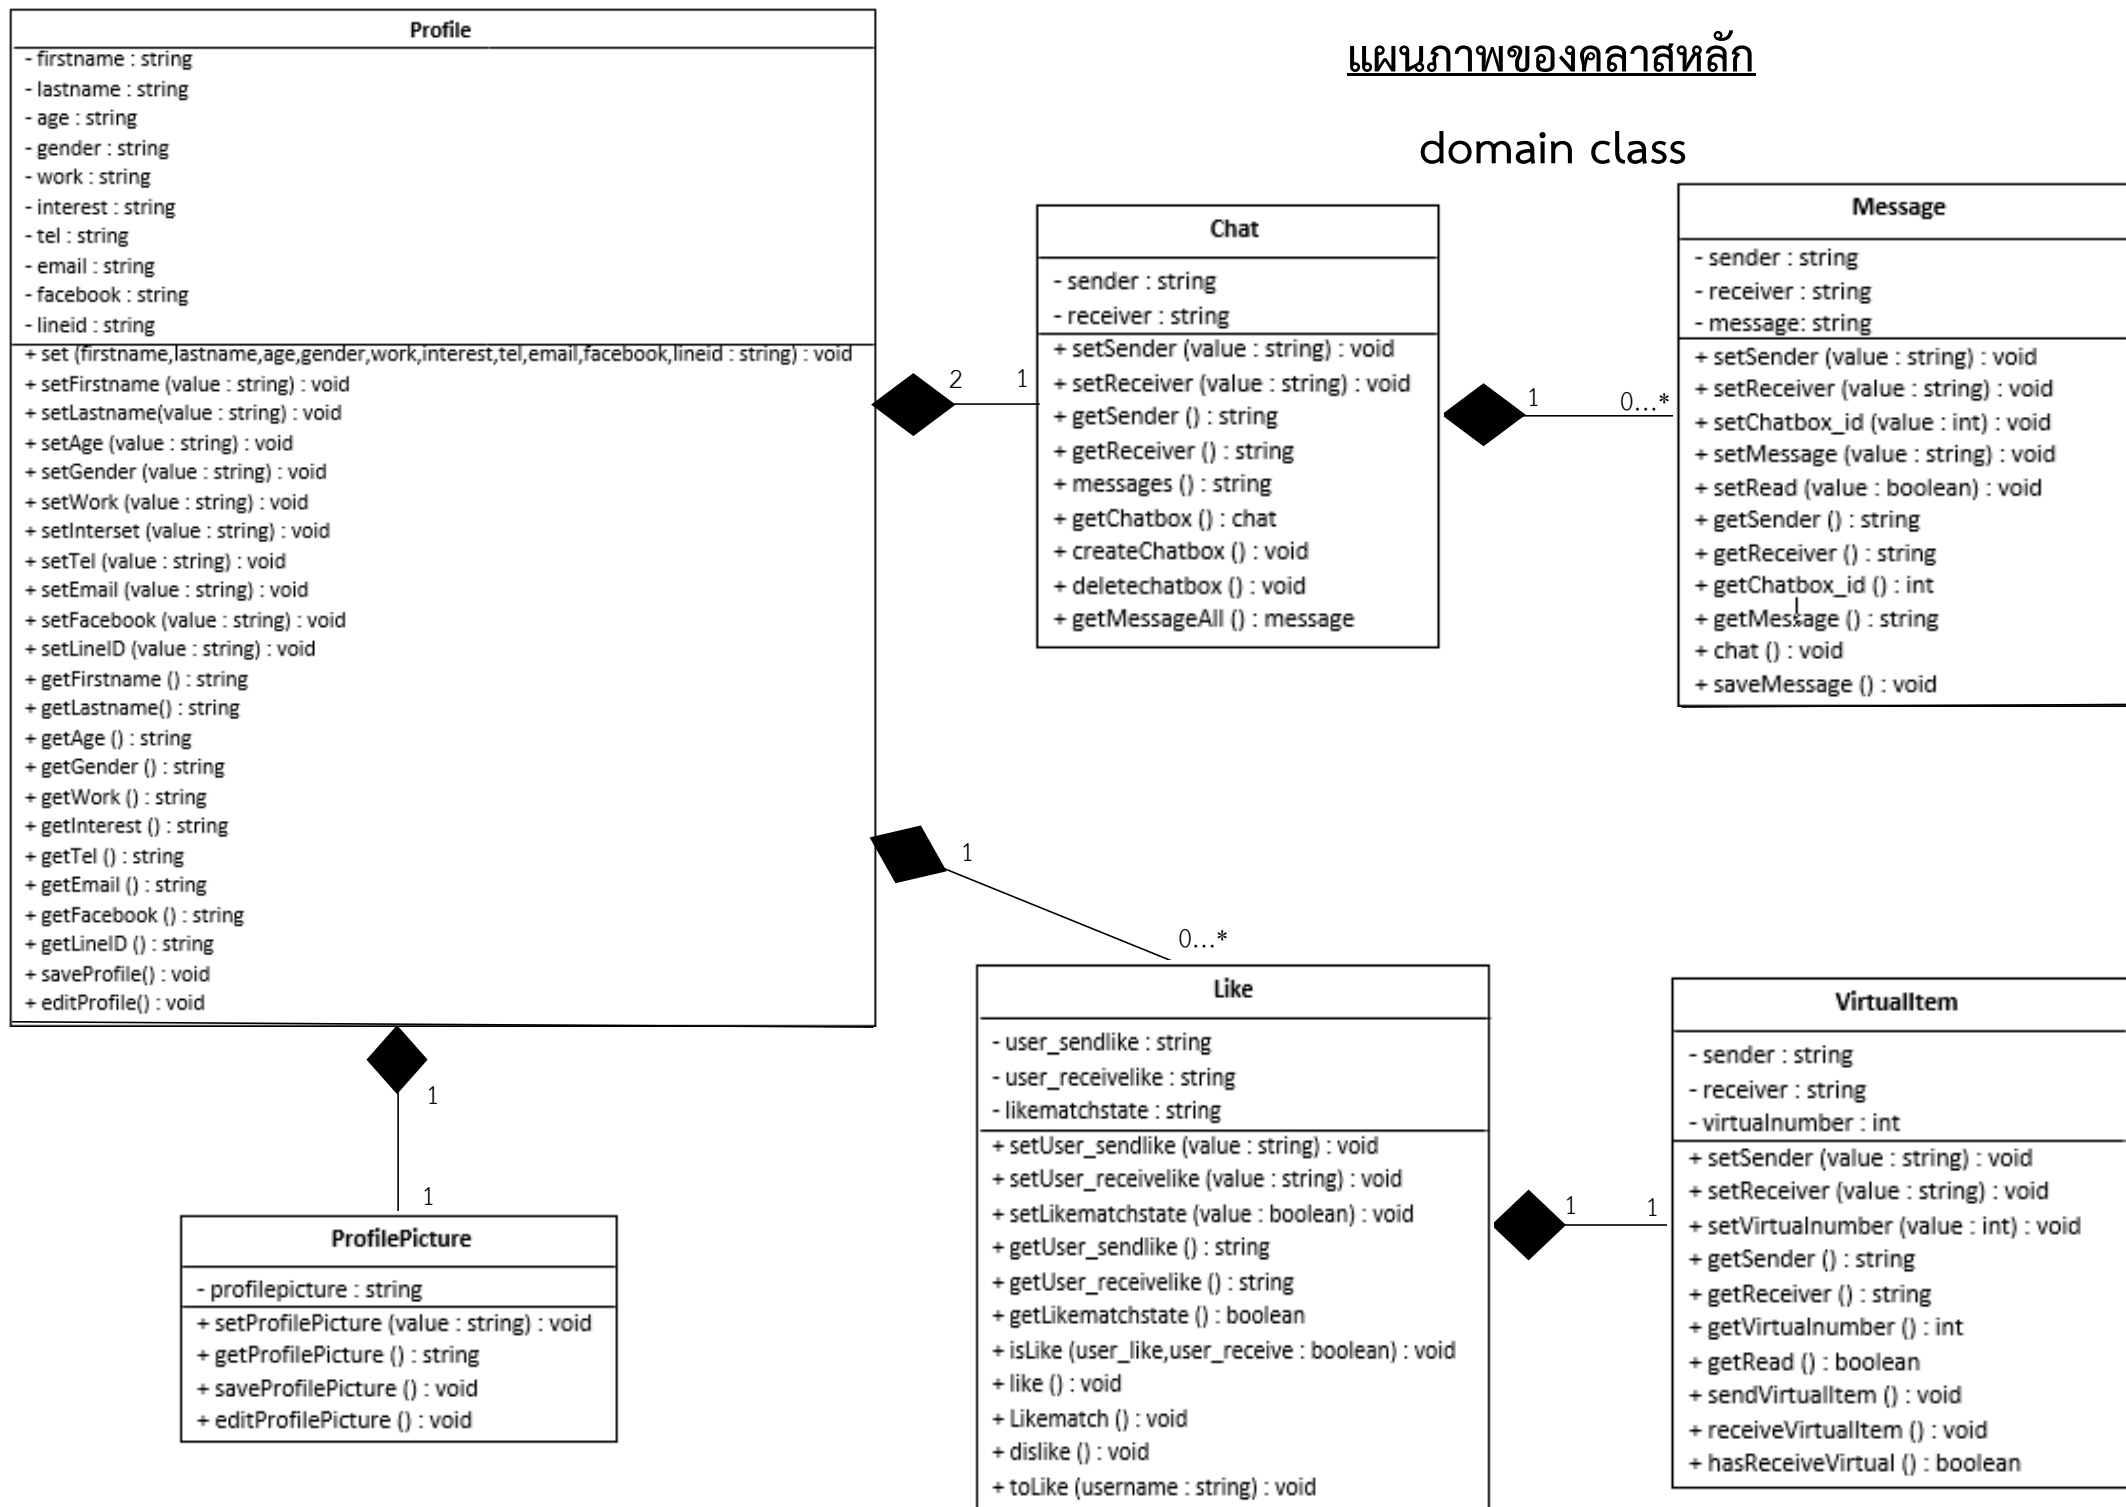 แผนภาพของคลาสหลัก
domain class
Profile
- firstname : string
- lastname : string
- age : string
- gender : string
- work : string
- interest : string
- tel : string
- email : string
- facebook : string
- lineid : string
+ set (firstname,lastname,age,gender,work,interest,tel,email,facebook,lineid : string) : void
+ setFirstname (value : string) : void
+ setLastname(value : string) : void
+ setAge (value : string) : void
+ setGender (value : string) : void
+ setWork (value : string) : void
+ setInterset (value : string) : void
+ setTel (value : string) : void
+ setEmail (value : string) : void
+ setFacebook (value : string) : void
+ setLineID (value : string) : void
+ getFirstname () : string
+ getLastname() : string
+ getAge () : string
+ getGender () : string
+ getWork () : string
+ getInterest () : string
+ getTel () : string
+ getEmail () : string
+ getFacebook () : string
+ getLineID () : string
+ saveProfile() : void
+ editProfile() : void
2
1
Chat
- sender : string
- receiver : string
+ setSender (value : string) : void
+ setReceiver (value : string) : void
+ getSender () : string
+ getReceiver () : string
+ messages () : string
+ getChatbox () : chat
+ createChatbox () : void
+ deletechatbox () : void
+ getMessageAll () : message
1
0...*
Message
- sender : string
- receiver : string
- message: string
+ setSender (value : string) : void
+ setReceiver (value : string) : void
+ setChatbox_id (value : int) : void
+ setMessage (value : string) : void
+ setRead (value : boolean) : void
+ getSender () : string
+ getReceiver () : string
+ getChatbox_id () : int
+ getMessage () : string
+ chat () : void
+ saveMessage () : void
1
0...*
1
1
ProfilePicture
- profilepicture : string
+ setProfilePicture (value : string) : void
+ getProfilePicture () : string
+ saveProfilePicture () : void
+ editProfilePicture () : void
Like
- user_sendlike : string
- user_receivelike : string
- likematchstate : string
+ setUser_sendlike (value : string) : void
+ setUser_receivelike (value : string) : void
+ setLikematchstate (value : boolean) : void
+ getUser_sendlike () : string
+ getUser_receivelike () : string
+ getLikematchstate () : boolean
+ isLike (user_like,user_receive : boolean) : void
+ like () : void
+ Likematch () : void
+ dislike () : void
+ toLike (username : string) : void
1
1
VirtualItem
- sender : string
- receiver : string
- virtualnumber : int
+ setSender (value : string) : void
+ setReceiver (value : string) : void
+ setVirtualnumber (value : int) : void
+ getSender () : string
+ getReceiver () : string
+ getVirtualnumber () : int
+ getRead () : boolean
+ sendVirtualItem () : void
+ receiveVirtualItem () : void
+ hasReceiveVirtual () : boolean